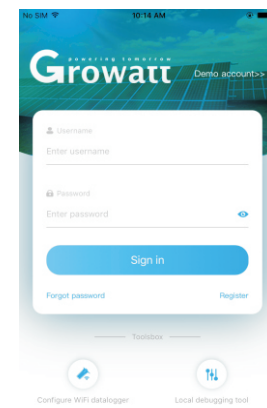 No SIM 10:14 AM
powering tomorrow
Growatt
Demo account>>
Username
Enter username
Password
Enter password
Sign in
Forgot password Register
Toolsbox
Configure WiFi datalogger Local debugging tool